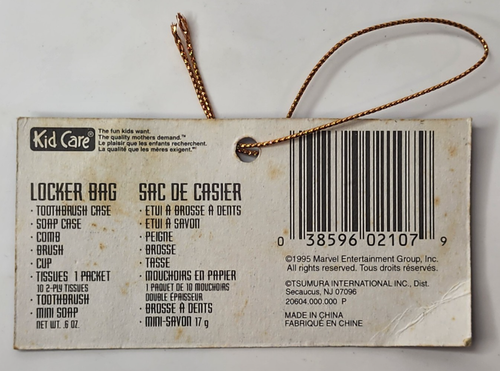 Kid Care®
The fun kids want.
The quality mothers demand.™
Le plaisir que les enfants recherchent.
La qualité que les mères exigent.™
LOCKER BAG
· TOOTHBRUSH CASE
· SOAP CASE
· COMB
· BRUSH
· CUP
· TISSUES 1 PACKET
10 2-PLY TISSUES
· TOOTHBRUSH
· MINI SOAP
NET WT. .6 OZ.
SAC DE CASIER
· ETUI À BROSSE À DENTS
· ETUI À SAVON
· PEIGNE
· BROSSE
· TASSE
· MOUCHOIRS EN PAPIER
1 PAQUET DE 10 MOUCHOIRS
DOUBLE ÉPAISSEUR
· BROSSE À DENTS
· MINI-SAVON 17 g
0 38596 02107 9
©1995 Marvel Entertainment Group, Inc.
All rights reserved. Tous droits réservés.
©TSUMURA INTERNATIONAL INC., Dist.
Secaucus, NJ 07096
20604.000.000 P
MADE IN CHINA
FABRIQUÉ EN CHINE